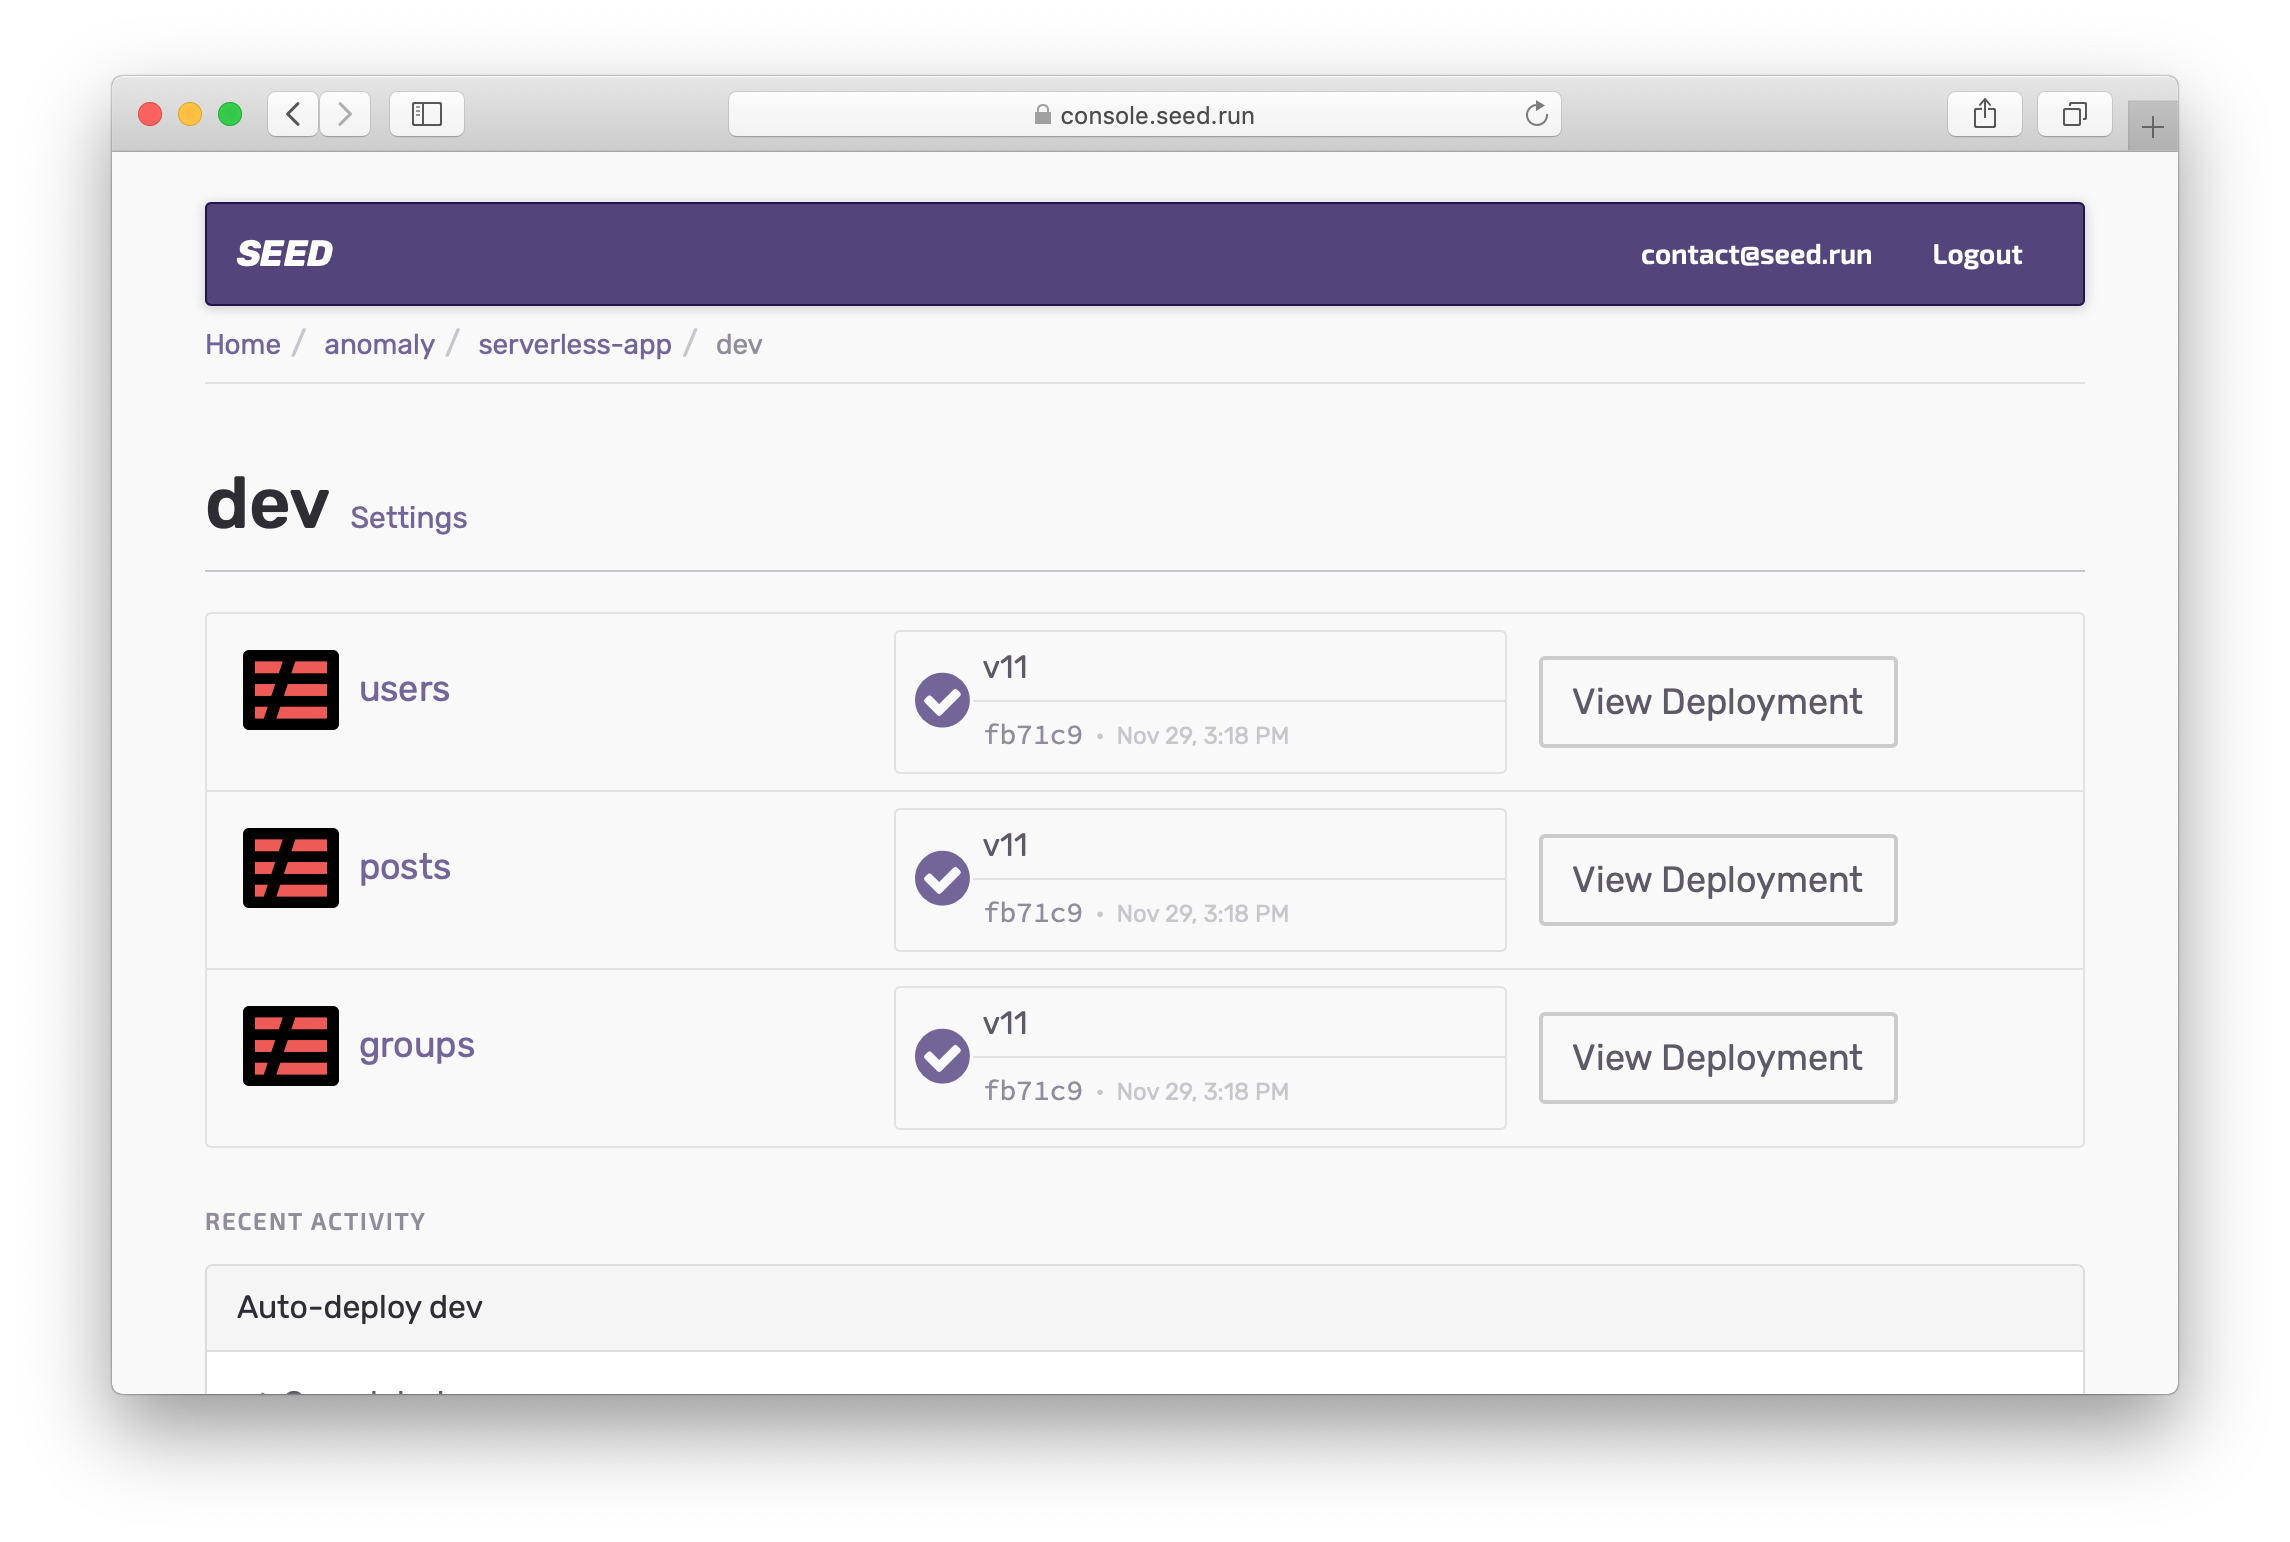 console.seed.run
SEED
contact@seed.run Logout
Home / anomaly / serverless-app / dev
dev Settings
users
v11
fb71c9 • Nov 29, 3:18 PM
View Deployment
posts
v11
fb71c9 • Nov 29, 3:18 PM
View Deployment
groups
v11
fb71c9 • Nov 29, 3:18 PM
View Deployment
RECENT ACTIVITY
Auto-deploy dev